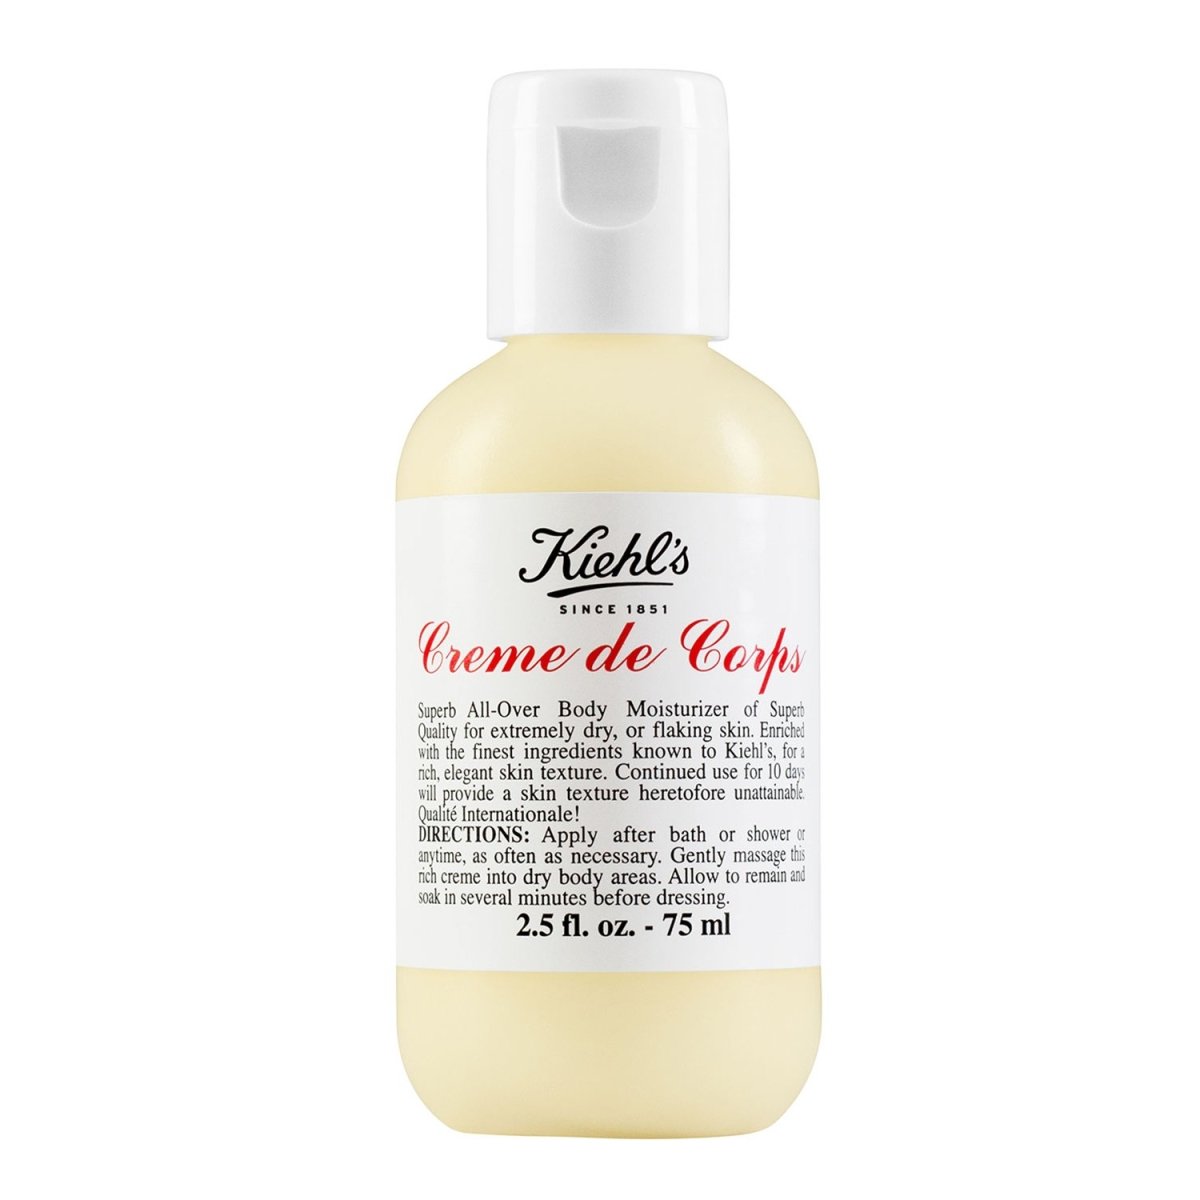 Kiehl's
SINCE 1851
Creme de Corps
Superb All-Over Body Moisturizer of Superb
Quality for extremely dry, or flaking skin. Enriched
with the finest ingredients known to Kiehl's, for a
rich, elegant skin texture. Continued use for 10 days
will provide a skin texture heretofore unattainable.
Qualité Internationale!
DIRECTIONS: Apply after bath or shower or
anytime, as often as necessary. Gently massage this
rich creme into dry body areas. Allow to remain and
soak in several minutes before dressing.
2.5 fl. oz. - 75 ml